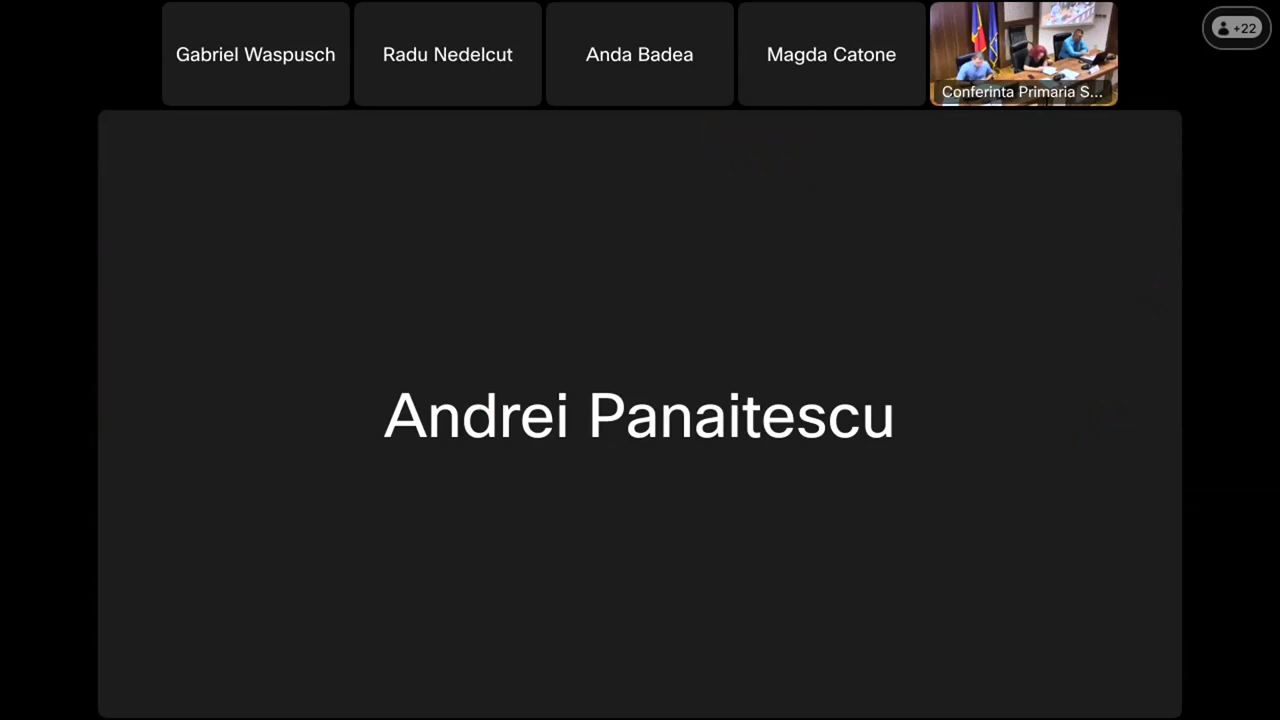 Gabriel Waspusch
Radu Nedelcut
Anda Badea
Magda Catone
Conferinta Primaria S...
+22
Andrei Panaitescu